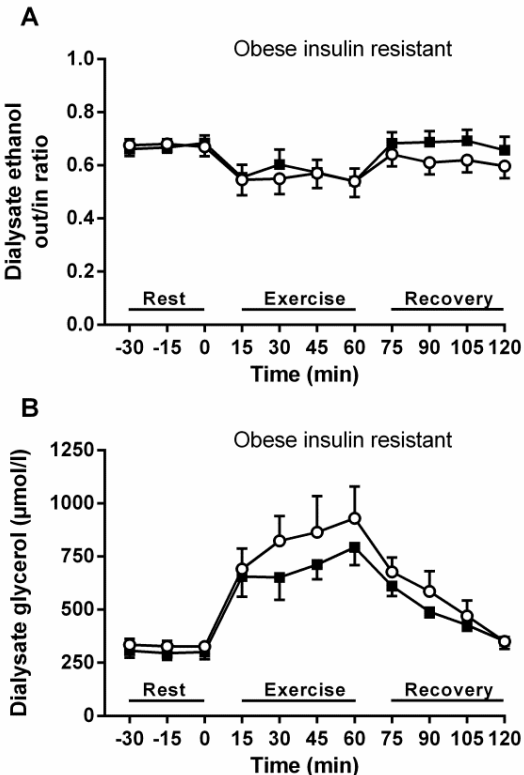 A
Obese insulin resistant
Dialysate ethanol
out/in ratio
1.0
0.8
0.6
0.4
0.2
0.0
Rest Exercise Recovery
-30 -15 0 15 30 45 60 75 90 105 120
Time (min)
B
Obese insulin resistant
Dialysate glycerol (µmol/l)
1250
1000
750
500
250
0
Rest Exercise Recovery
-30 -15 0 15 30 45 60 75 90 105 120
Time (min)